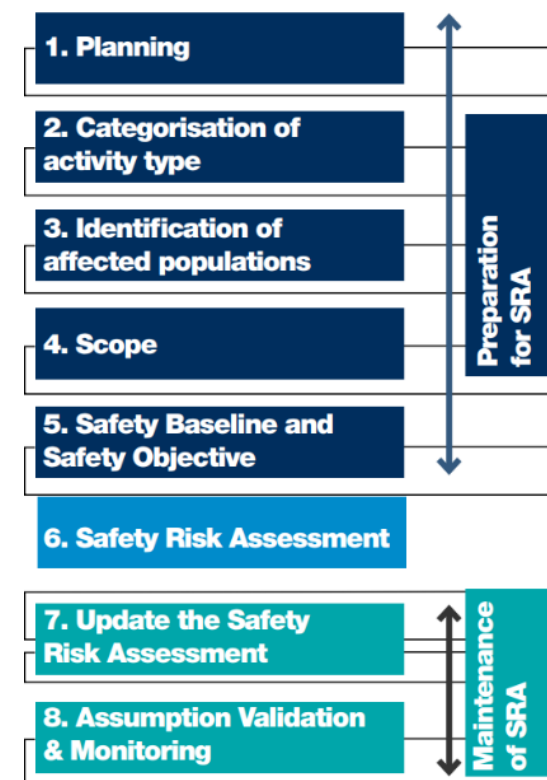 1. Planning
2. Categorisation of
activity type
3. Identification of
affected populations
4. Scope
5. Safety Baseline and
Safety Objective
Preparation
for SRA
6. Safety Risk Assessment
7. Update the Safety
Risk Assessment
8. Assumption Validation
& Monitoring
Maintenance
of SRA